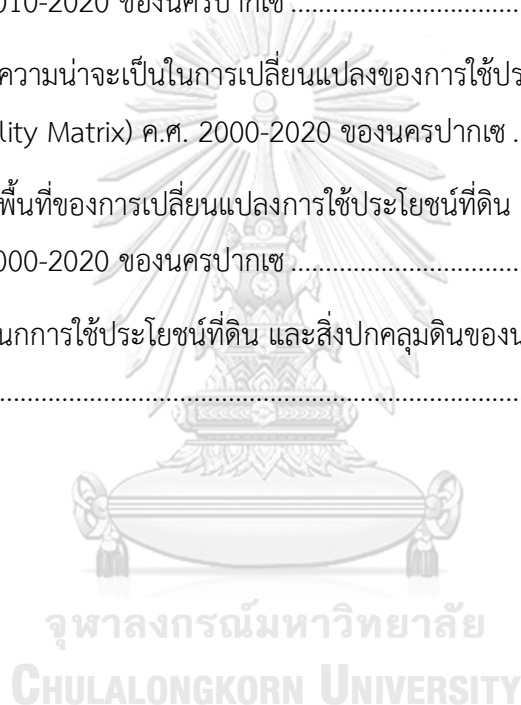 010-2020 ของนครปากเซ ................................
ความน่าจะเป็นในการเปลี่ยนแปลงของการใช้ประ
lity Matrix) ค.ศ. 2000-2020 ของนครปากเซ .
พื้นที่ของการเปลี่ยนแปลงการใช้ประโยชน์ที่ดิน
000-2020 ของนครปากเซ ................................
นกการใช้ประโยชน์ที่ดิน และสิ่งปกคลุมดินของน
................................................................................
จุฬาลงกรณ์มหาวิทยาลัย
CHULALONGKORN UNIVERSITY